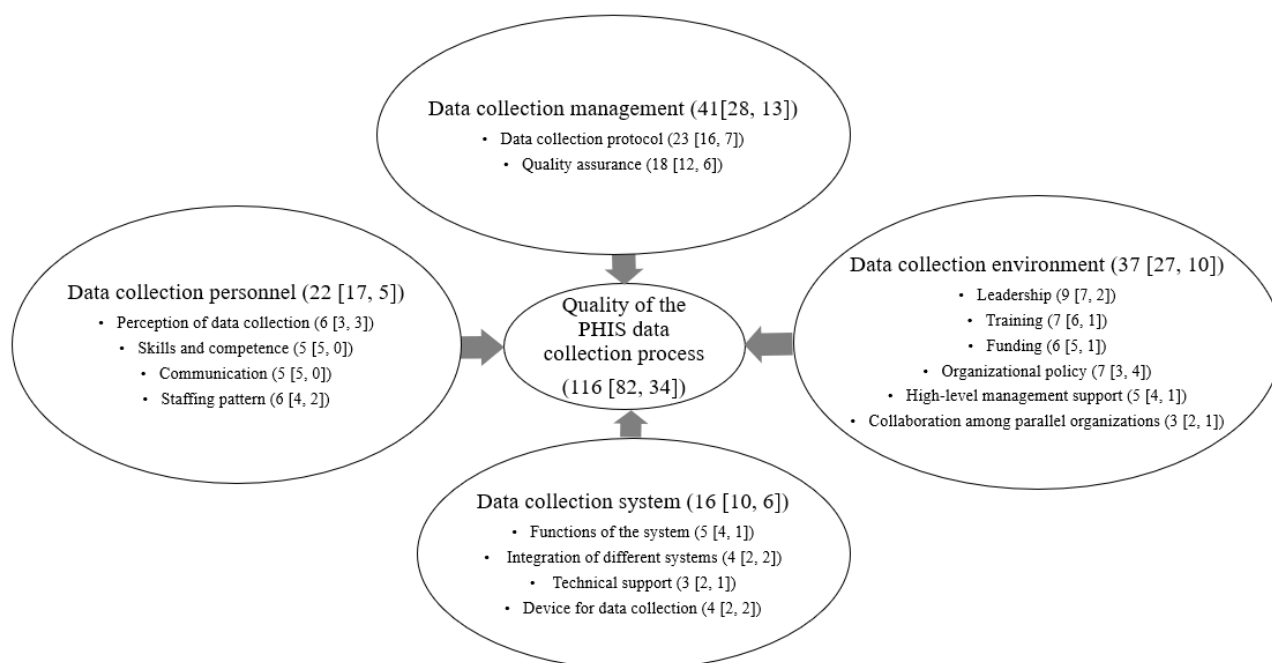 Data collection management (41[28, 13])
• Data collection protocol (23 [16, 7])
• Quality assurance (18 [12, 6])
Data collection personnel (22 [17, 5])
• Perception of data collection (6 [3, 3])
• Skills and competence (5 [5, 0])
• Communication (5 [5, 0])
• Staffing pattern (6 [4, 2])
Quality of the
PHIS data
collection process
(116 [82, 34])
Data collection environment (37 [27, 10])
• Leadership (9 [7, 2])
• Training (7 [6, 1])
• Funding (6 [5, 1])
• Organizational policy (7 [3, 4])
• High-level management support (5 [4, 1])
• Collaboration among parallel organizations (3 [2, 1])
Data collection system (16 [10, 6])
• Functions of the system (5 [4, 1])
• Integration of different systems (4 [2, 2])
• Technical support (3 [2, 1])
• Device for data collection (4 [2, 2])